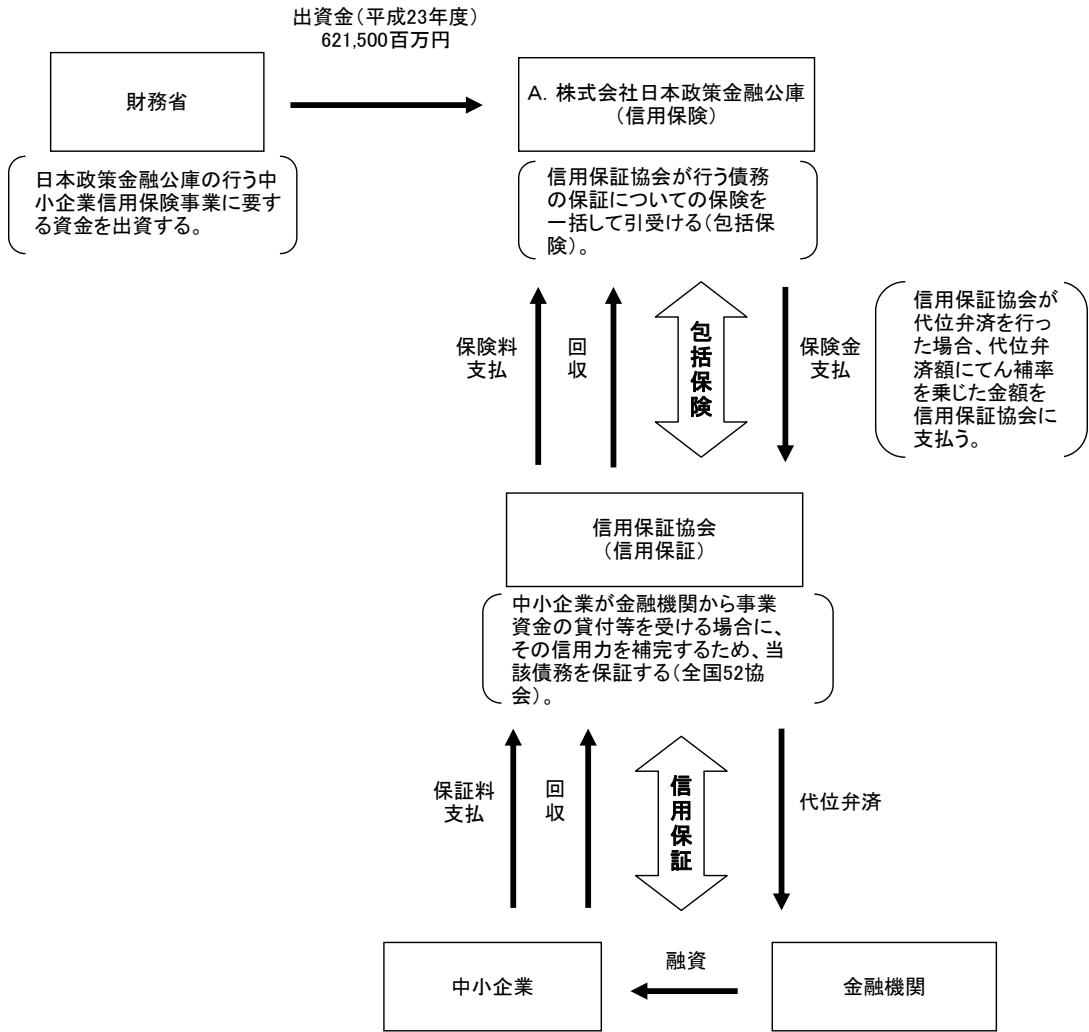 出資金(平成23年度)
621,500百万円
財務省
A.株式会社日本政策金融公庫
(信用保険)
日本政策金融公庫の行う中
小企業信用保険事業に要す
る資金を出資する。
信用保証協会が行う債務
の保証についての保険を
一括して引受ける(包括保
険)。
保険料
支払
回
収
包括保険
保険金
支払
信用保証協会が
代位弁済を行っ
た場合、代位弁
済額にてん補率
を乗じた金額を
信用保証協会に
支払う。
信用保証協会
(信用保証)
中小企業が金融機関から事業
資金の貸付等を受ける場合に、
その信用力を補完するため、当
該債務を保証する(全国52協
会)。
保証料
支払
回
収
信用保証
代位弁済
中小企業
融資
金融機関